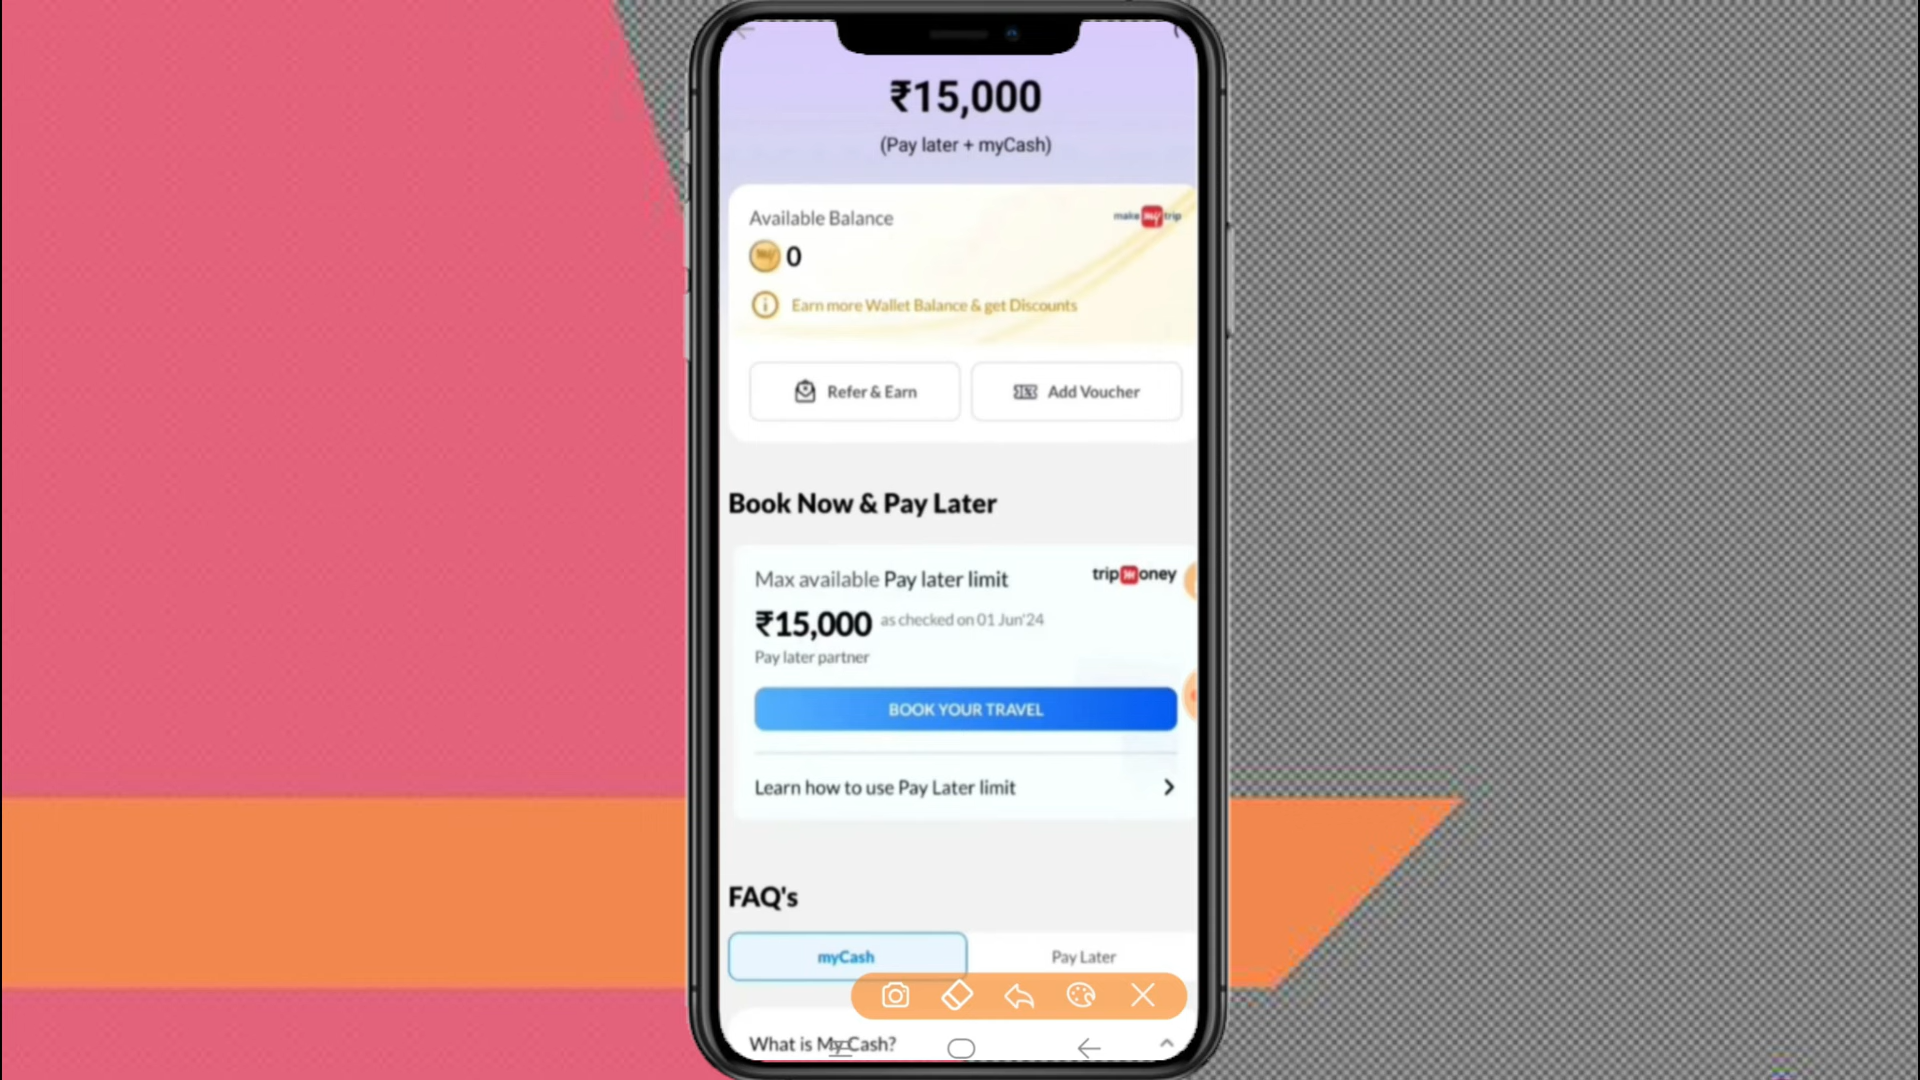 ₹15,000
(Pay later + myCash)
Available Balance
make my trip
0
Earn more Wallet Balance & get Discounts
Refer & Earn
Add Voucher
Book Now & Pay Later
Max available Pay later limit
tripmoney
₹15,000 as checked on 01 Jun'24
Pay later partner
BOOK YOUR TRAVEL
Learn how to use Pay Later limit
FAQ's
myCash
Pay Later
What is My Cash?